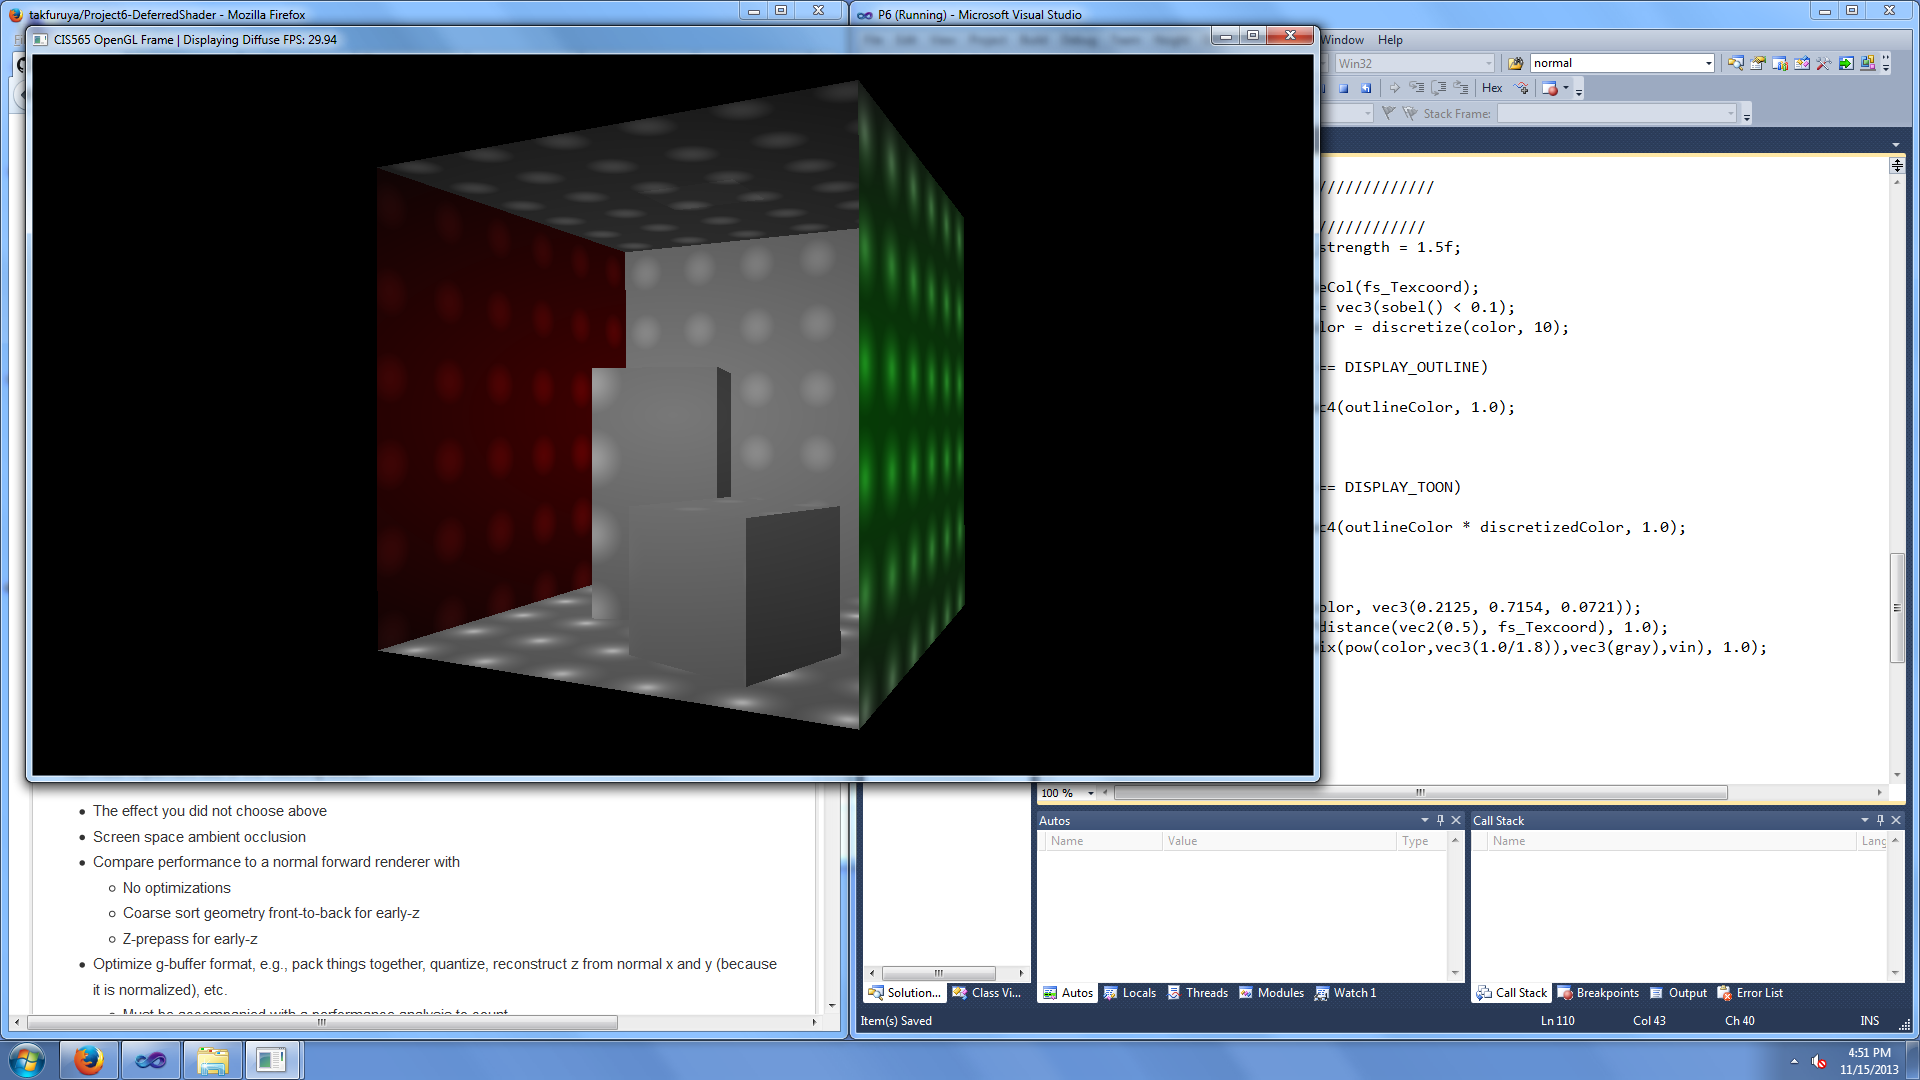 takfuruya/Project6-DeferredShader - Mozilla Firefox
P6 (Running) - Microsoft Visual Studio
CIS565 OpenGL Frame | Displaying Diffuse FPS: 29.94
Window Help
Win32
normal
Hex
Stack Frame:
/////////////
////////////
strength = 1.5f;
eCol(fs_Texcoord);
= vec3(sobel() < 0.1);
lor = discretize(color, 10);
== DISPLAY_OUTLINE)
c4(outlineColor, 1.0);
== DISPLAY_TOON)
c4(outlineColor * discretizedColor, 1.0);
olor, vec3(0.2125, 0.7154, 0.0721));
distance(vec2(0.5), fs_Texcoord), 1.0);
ix(pow(color,vec3(1.0/1.8)),vec3(gray),vin), 1.0);
100 %
The effect you did not choose above
Screen space ambient occlusion
Compare performance to a normal forward renderer with
No optimizations
Coarse sort geometry front-to-back for early-z
Z-prepass for early-z
Optimize g-buffer format, e.g., pack things together, quantize, reconstruct z from normal x and y (because
it is normalized), etc.
Must be accompanied with a performance analysis to count
Autos
Name Value Type
Call Stack
Name Lang
Solution... Class Vi...
Autos Locals Threads Modules Watch 1
Call Stack Breakpoints Output Error List
Item(s) Saved
Ln 110 Col 43 Ch 40 INS
4:51 PM
11/15/2013